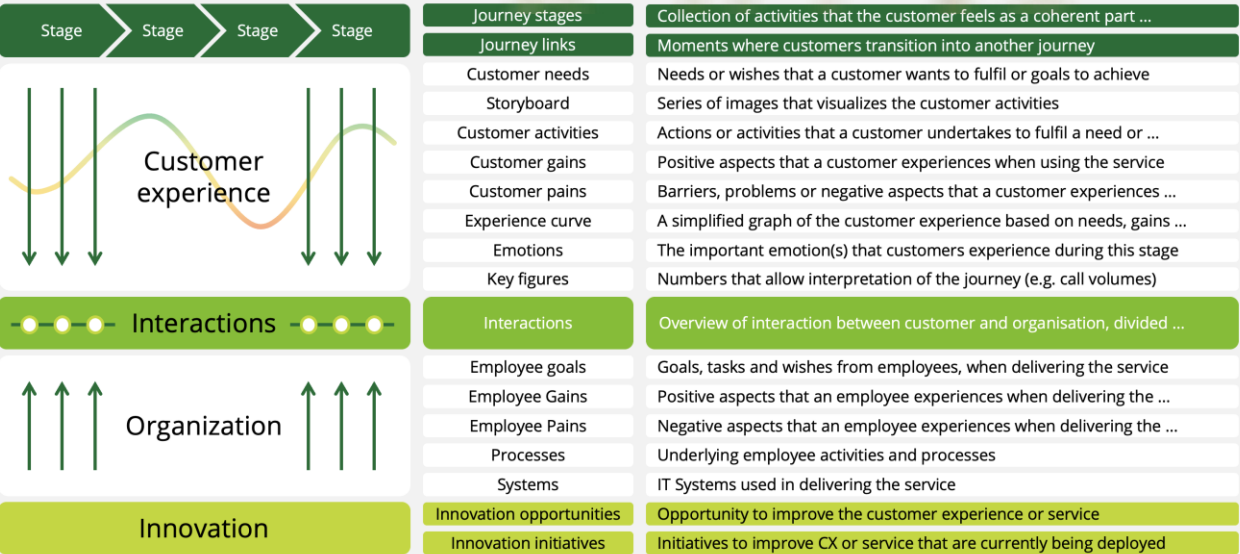 Stage Stage Stage Stage
Journey stages Collection of activities that the customer feels as a coherent part ...
Journey links Moments where customers transition into another journey
Customer experience
Customer needs Needs or wishes that a customer wants to fulfil or goals to achieve
Storyboard Series of images that visualizes the customer activities
Customer activities Actions or activities that a customer undertakes to fulfil a need or ...
Customer gains Positive aspects that a customer experiences when using the service
Customer pains Barriers, problems or negative aspects that a customer experiences ...
Experience curve A simplified graph of the customer experience based on needs, gains ...
Emotions The important emotion(s) that customers experience during this stage
Key figures Numbers that allow interpretation of the journey (e.g. call volumes)
Interactions
Interactions Overview of interaction between customer and organisation, divided ...
Organization
Employee goals Goals, tasks and wishes from employees, when delivering the service
Employee Gains Positive aspects that an employee experiences when delivering the ...
Employee Pains Negative aspects that an employee experiences when delivering the ...
Processes Underlying employee activities and processes
Systems IT Systems used in delivering the service
Innovation
Innovation opportunities Opportunity to improve the customer experience or service
Innovation initiatives Initiatives to improve CX or service that are currently being deployed